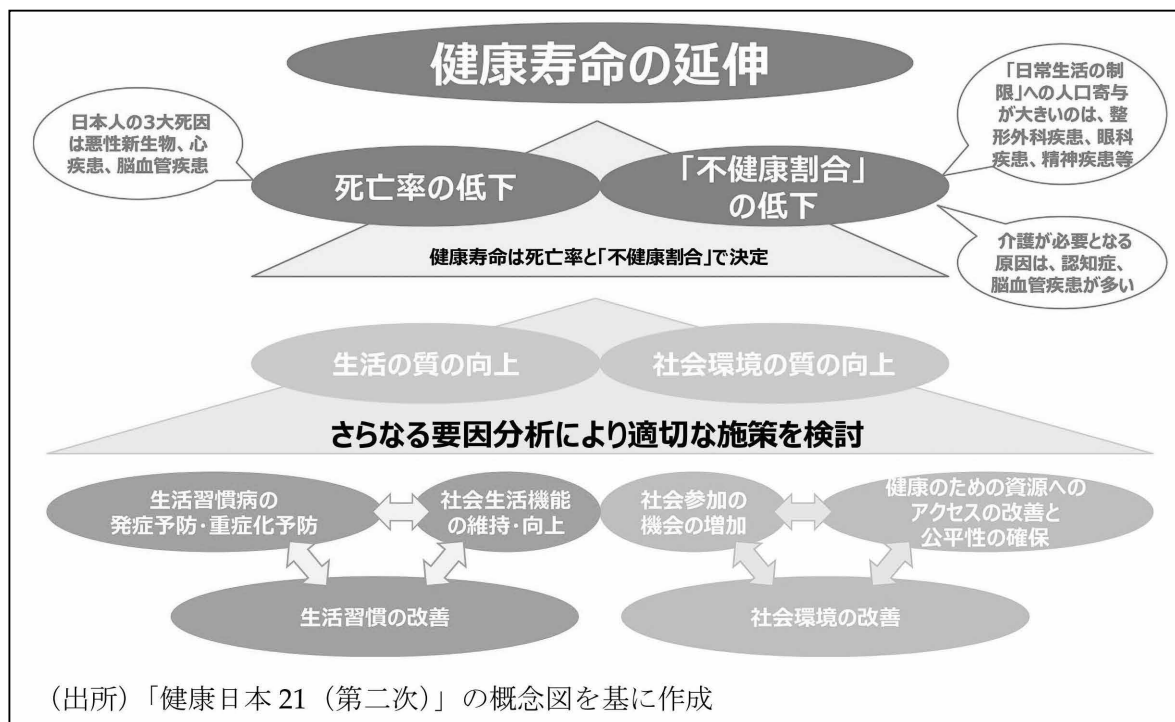 健康寿命の延伸
日本人の3大死因
は悪性新生物、心
疾患、脳血管疾患
「日常生活の制
限」への人口寄与
が大きいのは、整
形外科疾患、眼科
疾患、精神疾患等
死亡率の低下
「不健康割合」
の低下
健康寿命は死亡率と「不健康割合」で決定
介護が必要となる
原因は、認知症、
脳血管疾患が多い
生活の質の向上
社会環境の質の向上
さらなる要因分析により適切な施策を検討
生活習慣病の
発症予防・重症化予防
社会生活機能
の維持・向上
社会参加の
機会の増加
健康のための資源への
アクセスの改善と
公平性の確保
生活習慣の改善
社会環境の改善
（出所）「健康日本 21（第二次）」の概念図を基に作成